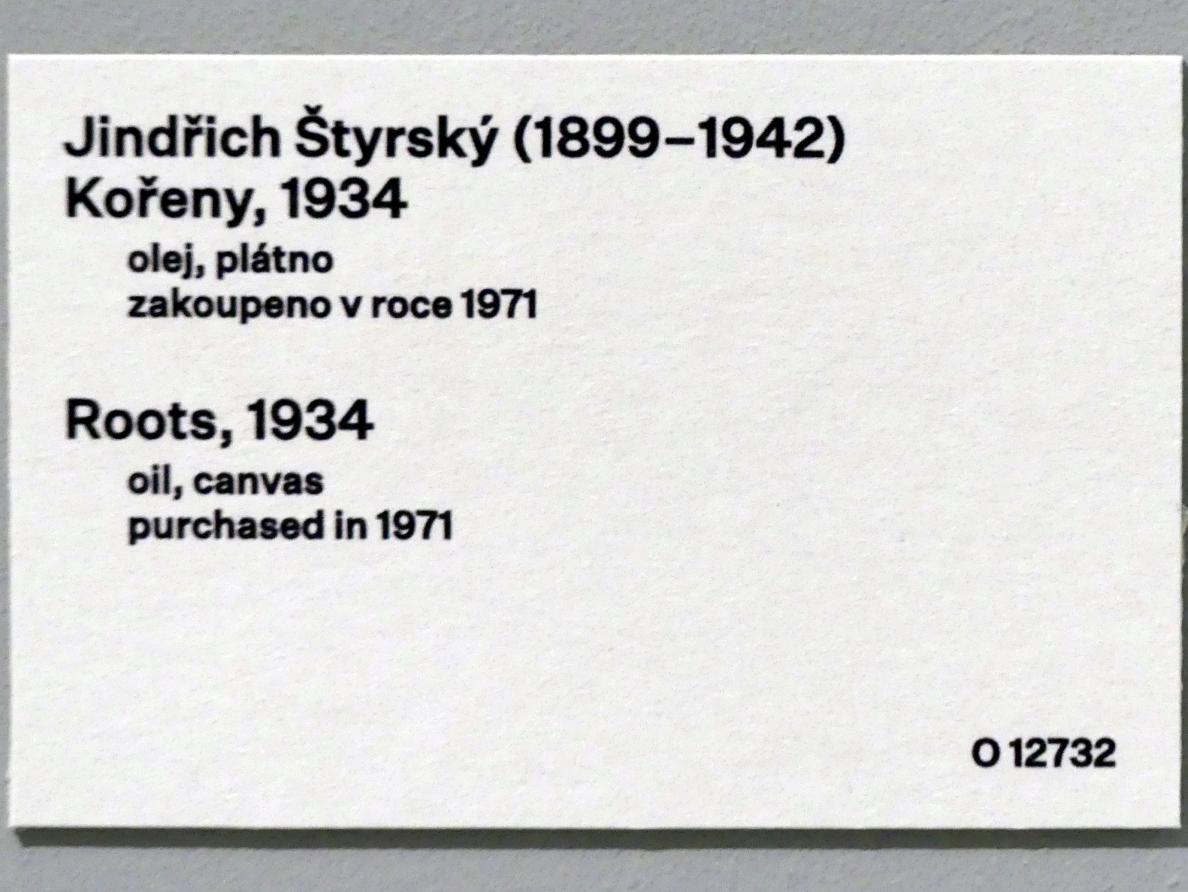 Jindřich Štyrský (1899–1942)
Kořeny, 1934
olej, plátno
zakoupeno v roce 1971
Roots, 1934
oil, canvas
purchased in 1971
O 12732